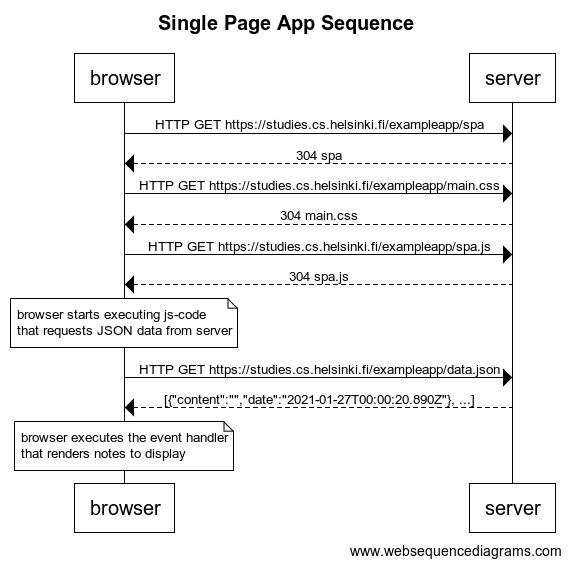 Single Page App Sequence
browser
server
HTTP GET https://studies.cs.helsinki.fi/exampleapp/spa
304 spa
HTTP GET https://studies.cs.helsinki.fi/exampleapp/main.css
304 main.css
HTTP GET https://studies.cs.helsinki.fi/exampleapp/spa.js
304 spa.js
browser starts executing js-code
that requests JSON data from server
HTTP GET https://studies.cs.helsinki.fi/exampleapp/data.json
[{"content":"","date":"2021-01-27T00:00:20.890Z"}, ...]
browser executes the event handler
that renders notes to display
browser
server
www.websequencediagrams.com